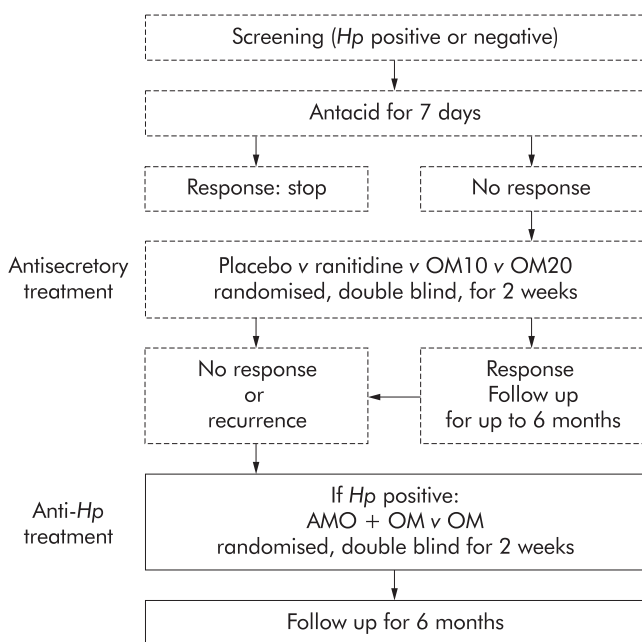 Screening (Hp positive or negative)
Antacid for 7 days
Response: stop
No response
Antisecretory
treatment
Placebo v ranitidine v OM10 v OM20
randomised, double blind, for 2 weeks
No response
or
recurrence
Response
Follow up
for up to 6 months
Anti-Hp
treatment
If Hp positive:
AMO + OM v OM
randomised, double blind for 2 weeks
Follow up for 6 months